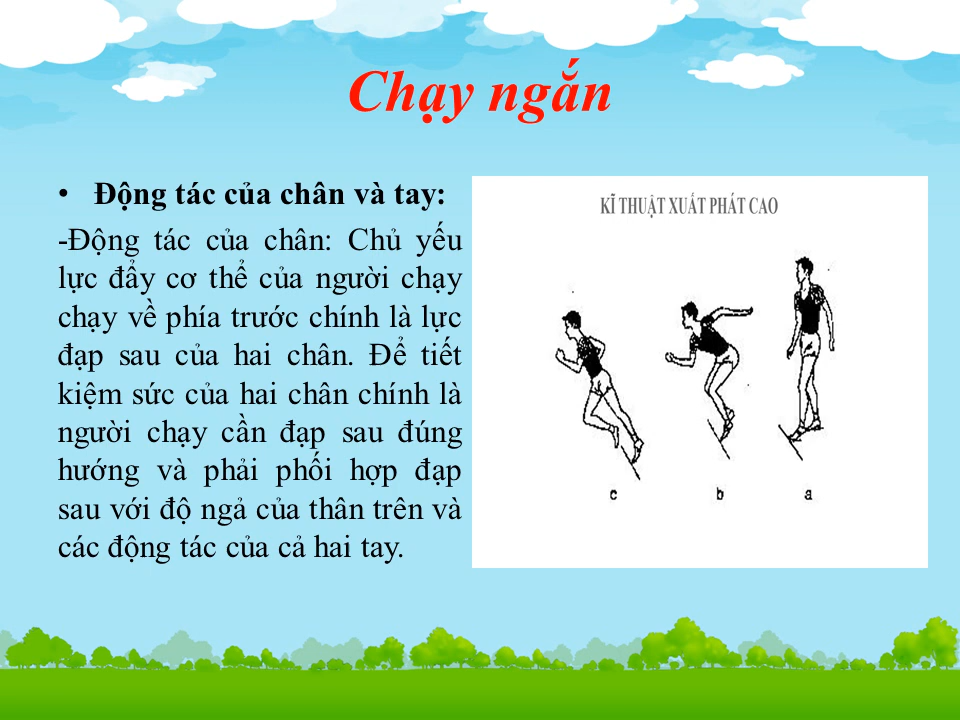 Chạy ngắn
• Động tác của chân và tay:
-Động tác của chân: Chủ yếu
lực đẩy cơ thể của người chạy
chạy về phía trước chính là lực
đạp sau của hai chân. Để tiết
kiệm sức của hai chân chính là
người chạy cần đạp sau đúng
hướng và phải phối hợp đạp
sau với độ ngả của thân trên và
các động tác của cả hai tay.
KĨ THUẬT XUẤT PHÁT CAO
c b a